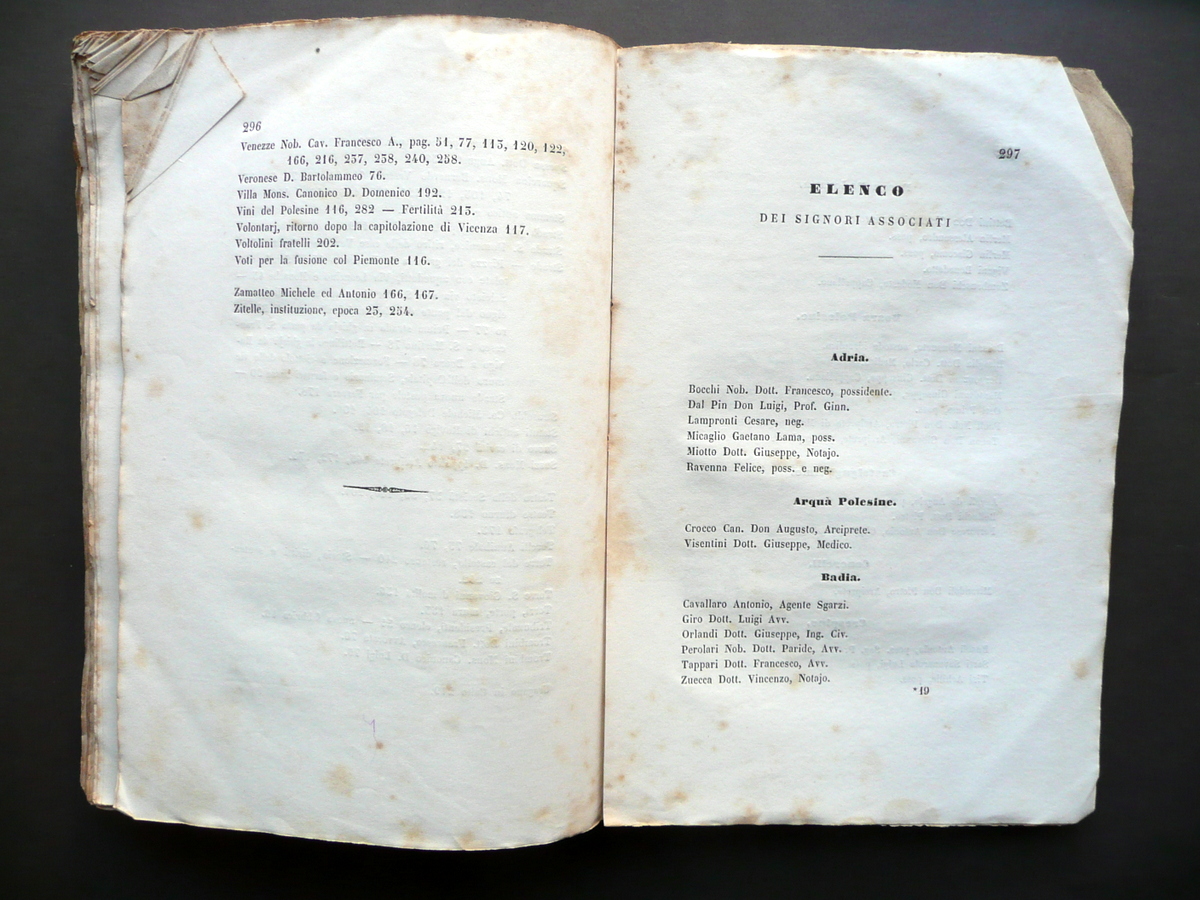 296
Venezze Nob. Cav. Francesco A., pag. 51, 77, 113, 120, 122,
166, 216, 237, 238, 240, 258.
Veronese D. Bartolammeo 76.
Villa Mons. Canonico D. Domenico 192.
Vini del Polesine 116, 282 — Fertilità 213.
Volontarj, ritorno dopo la capitolazione di Vicenza 117.
Voltolini fratelli 202.
Voti per la fusione col Piemonte 116.
Zamatteo Michele ed Antonio 166, 167.
Zitelle, instituzione, epoca 23, 254.
297
ELENCO
DEI SIGNORI ASSOCIATI
Adria.
Bocchi Nob. Dott. Francesco, possidente.
Dal Pin Don Luigi, Prof. Ginn.
Lampronti Cesare, neg.
Micaglio Gaetano Lama, poss.
Miotto Dott. Giuseppe, Notajo.
Ravenna Felice, poss. e neg.
Arquà Polesine.
Crocco Can. Don Augusto, Arciprete.
Visentini Dott. Giuseppe, Medico.
Badia.
Cavallaro Antonio, Agente Sgarzi.
Giro Dott. Luigi Avv.
Orlandi Dott. Giuseppe, Ing. Civ.
Perolari Nob. Dott. Paride, Avv.
Tappari Dott. Francesco, Avv.
Zuecca Dott. Vincenzo, Notajo.
*19